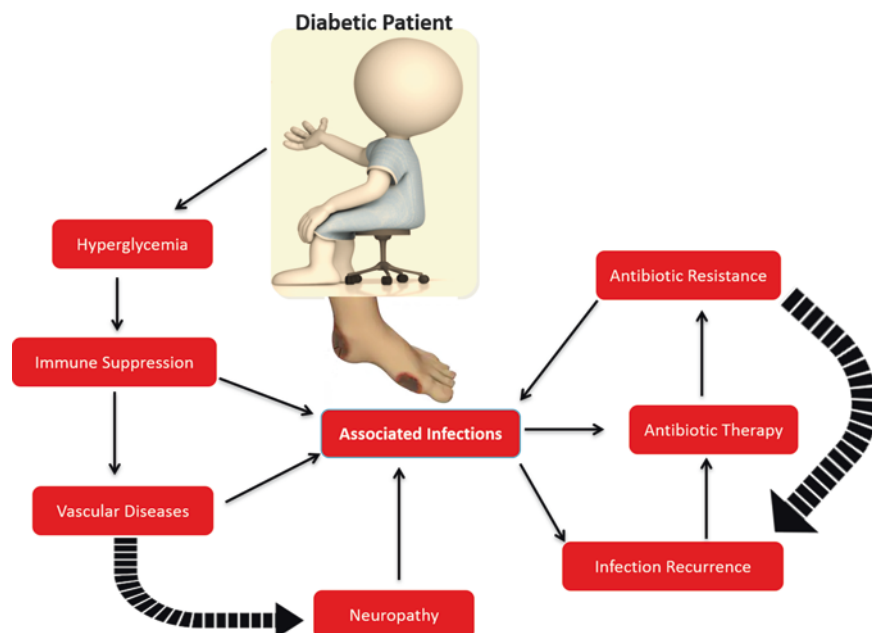 Diabetic Patient
Hyperglycemia
Antibiotic Resistance
Immune Suppression
Associated Infections
Antibiotic Therapy
Vascular Diseases
Infection Recurrence
Neuropathy